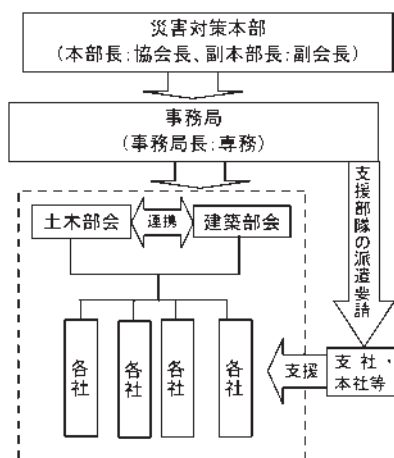 災害対策本部
(本部長:協会長、副本部長:副会長)
事務局
(事務局長:専務)
土木部会
連携
建築部会
支援部隊の派遣要請
各社
各社
各社
各社
支援
支社・
本社等